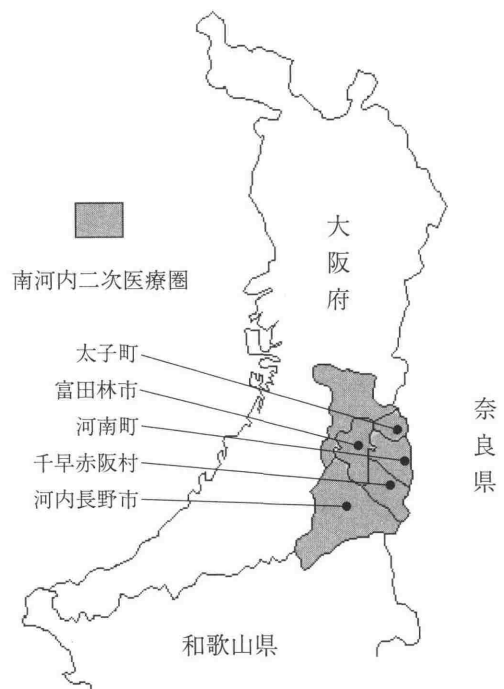 大阪府
南河内二次医療圏
太子町
富田林市
河南町
千早赤阪村
河内長野市
奈良県
和歌山県